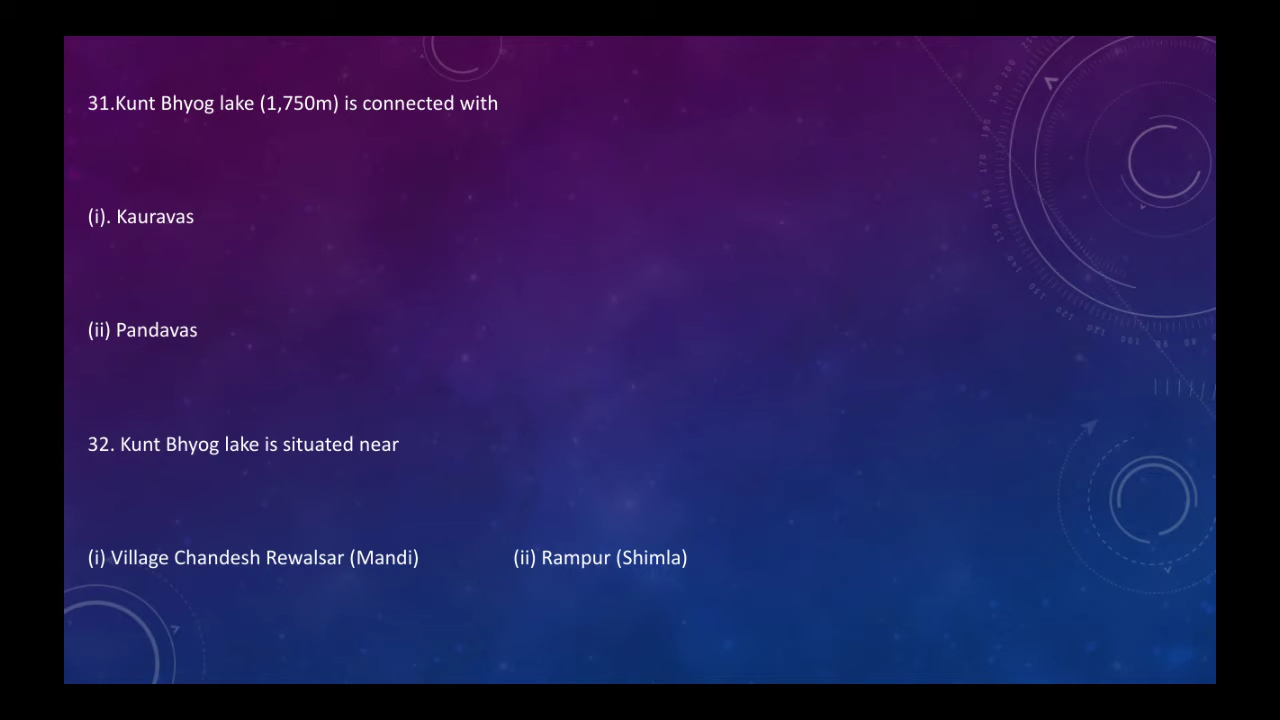 31.Kunt Bhyog lake (1,750m) is connected with
(i). Kauravas
(ii) Pandavas
32. Kunt Bhyog lake is situated near
(i) Village Chandesh Rewalsar (Mandi) (ii) Rampur (Shimla)